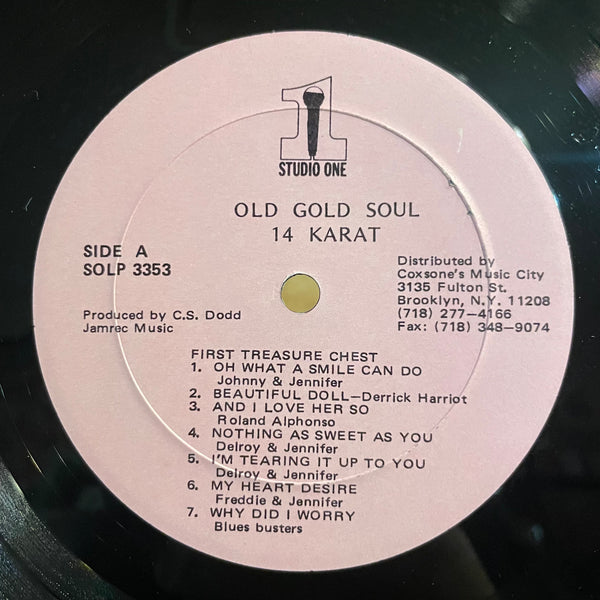 1
STUDIO ONE
OLD GOLD SOUL
14 KARAT
SIDE A
SOLP 3353
Produced by C.S. Dodd
Jamrec Music
Distributed by
Coxsone's Music City
3135 Fulton St.
Brooklyn, N.Y. 11208
(718) 277—4166
Fax: (718) 348—9074
FIRST TREASURE CHEST
1. OH WHAT A SMILE CAN DO
Johnny & Jennifer
2. BEAUTIFUL DOLL—Derrick Harriot
3. AND I LOVE HER SO
Roland Alphonso
4. NOTHING AS SWEET AS YOU
Delroy & Jennifer
5. I'M TEARING IT UP TO YOU
Delroy & Jennifer
6. MY HEART DESIRE
Freddie & Jennifer
7. WHY DID I WORRY
Blues busters